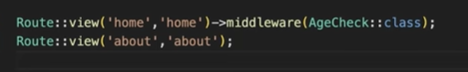 Route::view('home','home')->middleware(AgeCheck::class);
Route::view('about','about');